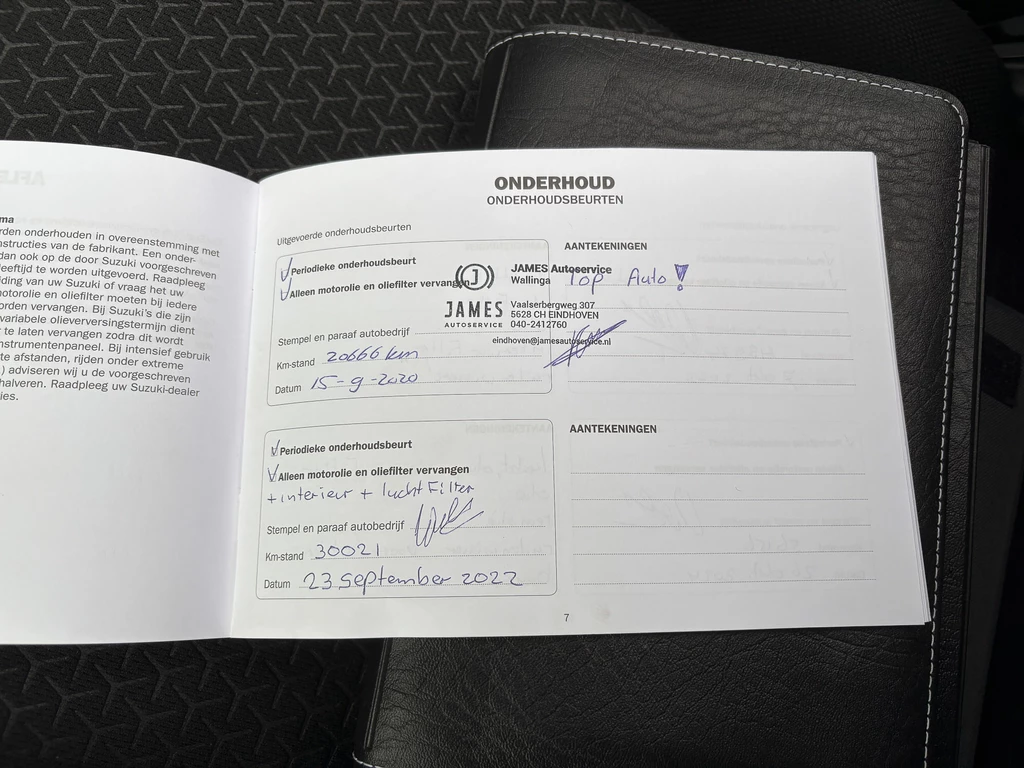 ma
rden onderhouden in overeenstemming met
nstructies van de fabrikant. Een onder-
dan ook op de door Suzuki voorgeschreven
eeftijd te worden uitgevoerd. Raadpleeg
ding van uw Suzuki of vraag het uw
motorolie en oliefilter moeten bij iedere
orden vervangen. Bij Suzuki's die zijn
variabele olieverversingstermijn dient
te laten vervangen zodra dit wordt
nstrumentenpaneel. Bij intensief gebruik
te afstanden, rijden onder extreme
) adviseren wij u de voorgeschreven
halveren. Raadpleeg uw Suzuki-dealer
ies.
ONDERHOUD
ONDERHOUDSBEURTEN
Uitgevoerde onderhoudsbeurten
Periodieke onderhoudsbeurt
Alleen motorolie en oliefilter vervangen
Stempel en paraaf autobedrijf
Km-stand 20666 km
Datum 15-9-2020
AANTEKENINGEN
Top Auto!
J
JAMES
AUTOSERVICE
JAMES Autoservice
Wallinga
Vaalserbergweg 307
5628 CH EINDHOVEN
040-2412760
eindhoven@jamesautoservice.nl
Periodieke onderhoudsbeurt
Alleen motorolie en oliefilter vervangen
+ interieur + lucht Filter
Stempel en paraaf autobedrijf
Km-stand 30021
Datum 23 september 2022
AANTEKENINGEN
7